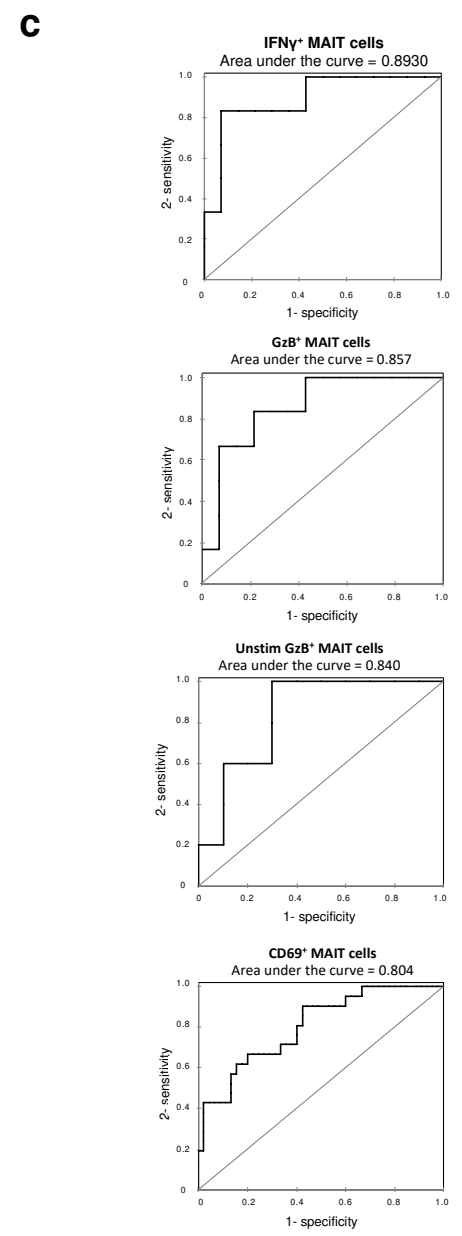 C
IFNγ⁺ MAIT cells
Area under the curve = 0.8930
1.0
0.8
0.6
0.4
0.2
0
2- sensitivity
0 0.2 0.4 0.6 0.8 1.0
1- specificity
GzB⁺ MAIT cells
Area under the curve = 0.857
1.0
0.8
0.6
0.4
0.2
0
2- sensitivity
0 0.2 0.4 0.6 0.8 1.0
1- specificity
Unstim GzB⁺ MAIT cells
Area under the curve = 0.840
1.0
0.8
0.6
0.4
0.2
0
2- sensitivity
0 0.2 0.4 0.6 0.8 1.0
1- specificity
CD69⁺ MAIT cells
Area under the curve = 0.804
1.0
0.8
0.6
0.4
0.2
0
2- sensitivity
0 0.2 0.4 0.6 0.8 1.0
1- specificity